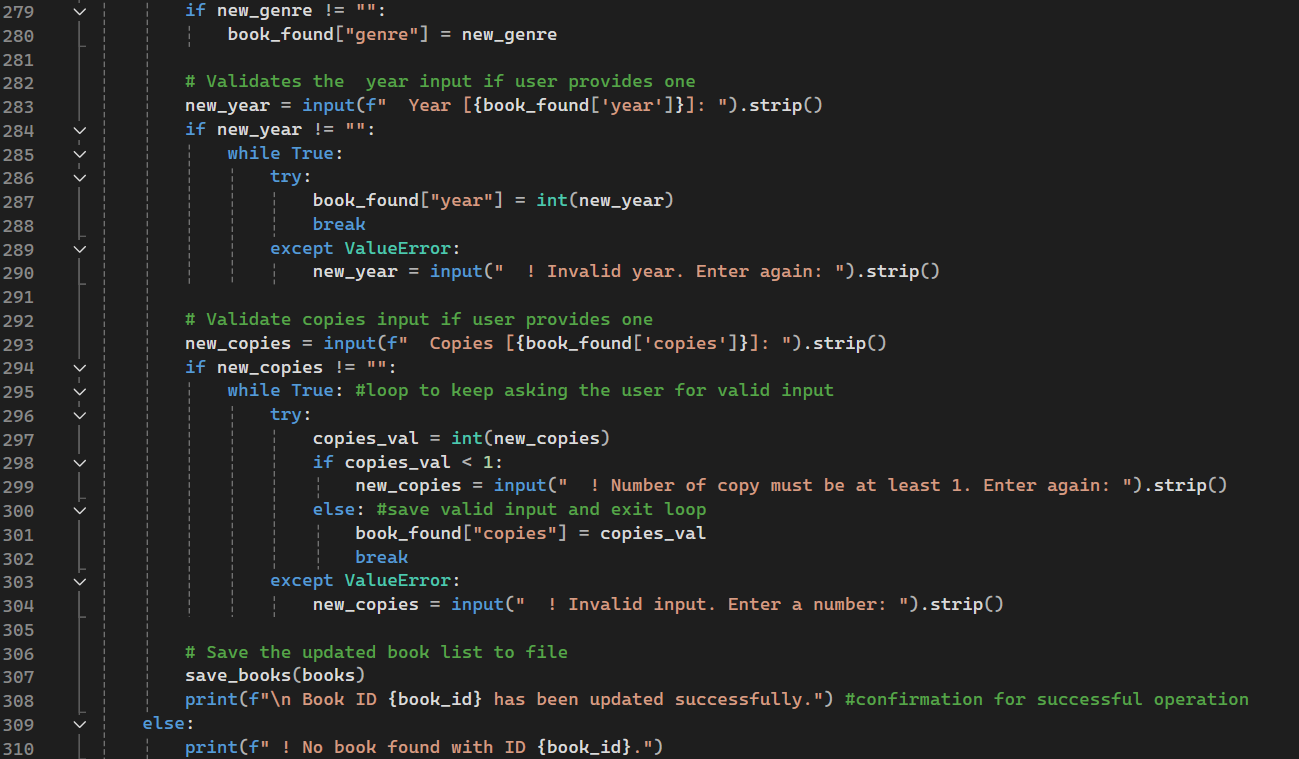 279 if new_genre != "":
280 book_found["genre"] = new_genre
281
282 # Validates the  year input if user provides one
283 new_year = input(f"  Year [{book_found['year']}]: ").strip()
284 if new_year != "":
285 while True:
286 try:
287 book_found["year"] = int(new_year)
288 break
289 except ValueError:
290 new_year = input("  ! Invalid year. Enter again: ").strip()
291
292 # Validate copies input if user provides one
293 new_copies = input(f"  Copies [{book_found['copies']}]: ").strip()
294 if new_copies != "":
295 while True: #loop to keep asking the user for valid input
296 try:
297 copies_val = int(new_copies)
298 if copies_val < 1:
299 new_copies = input("  ! Number of copy must be at least 1. Enter again: ").strip()
300 else: #save valid input and exit loop
301 book_found["copies"] = copies_val
302 break
303 except ValueError:
304 new_copies = input("  ! Invalid input. Enter a number: ").strip()
305
306 # Save the updated book list to file
307 save_books(books)
308 print(f"\n Book ID {book_id} has been updated successfully.") #confirmation for successful operation
309 else:
310 print(f" ! No book found with ID {book_id}.")